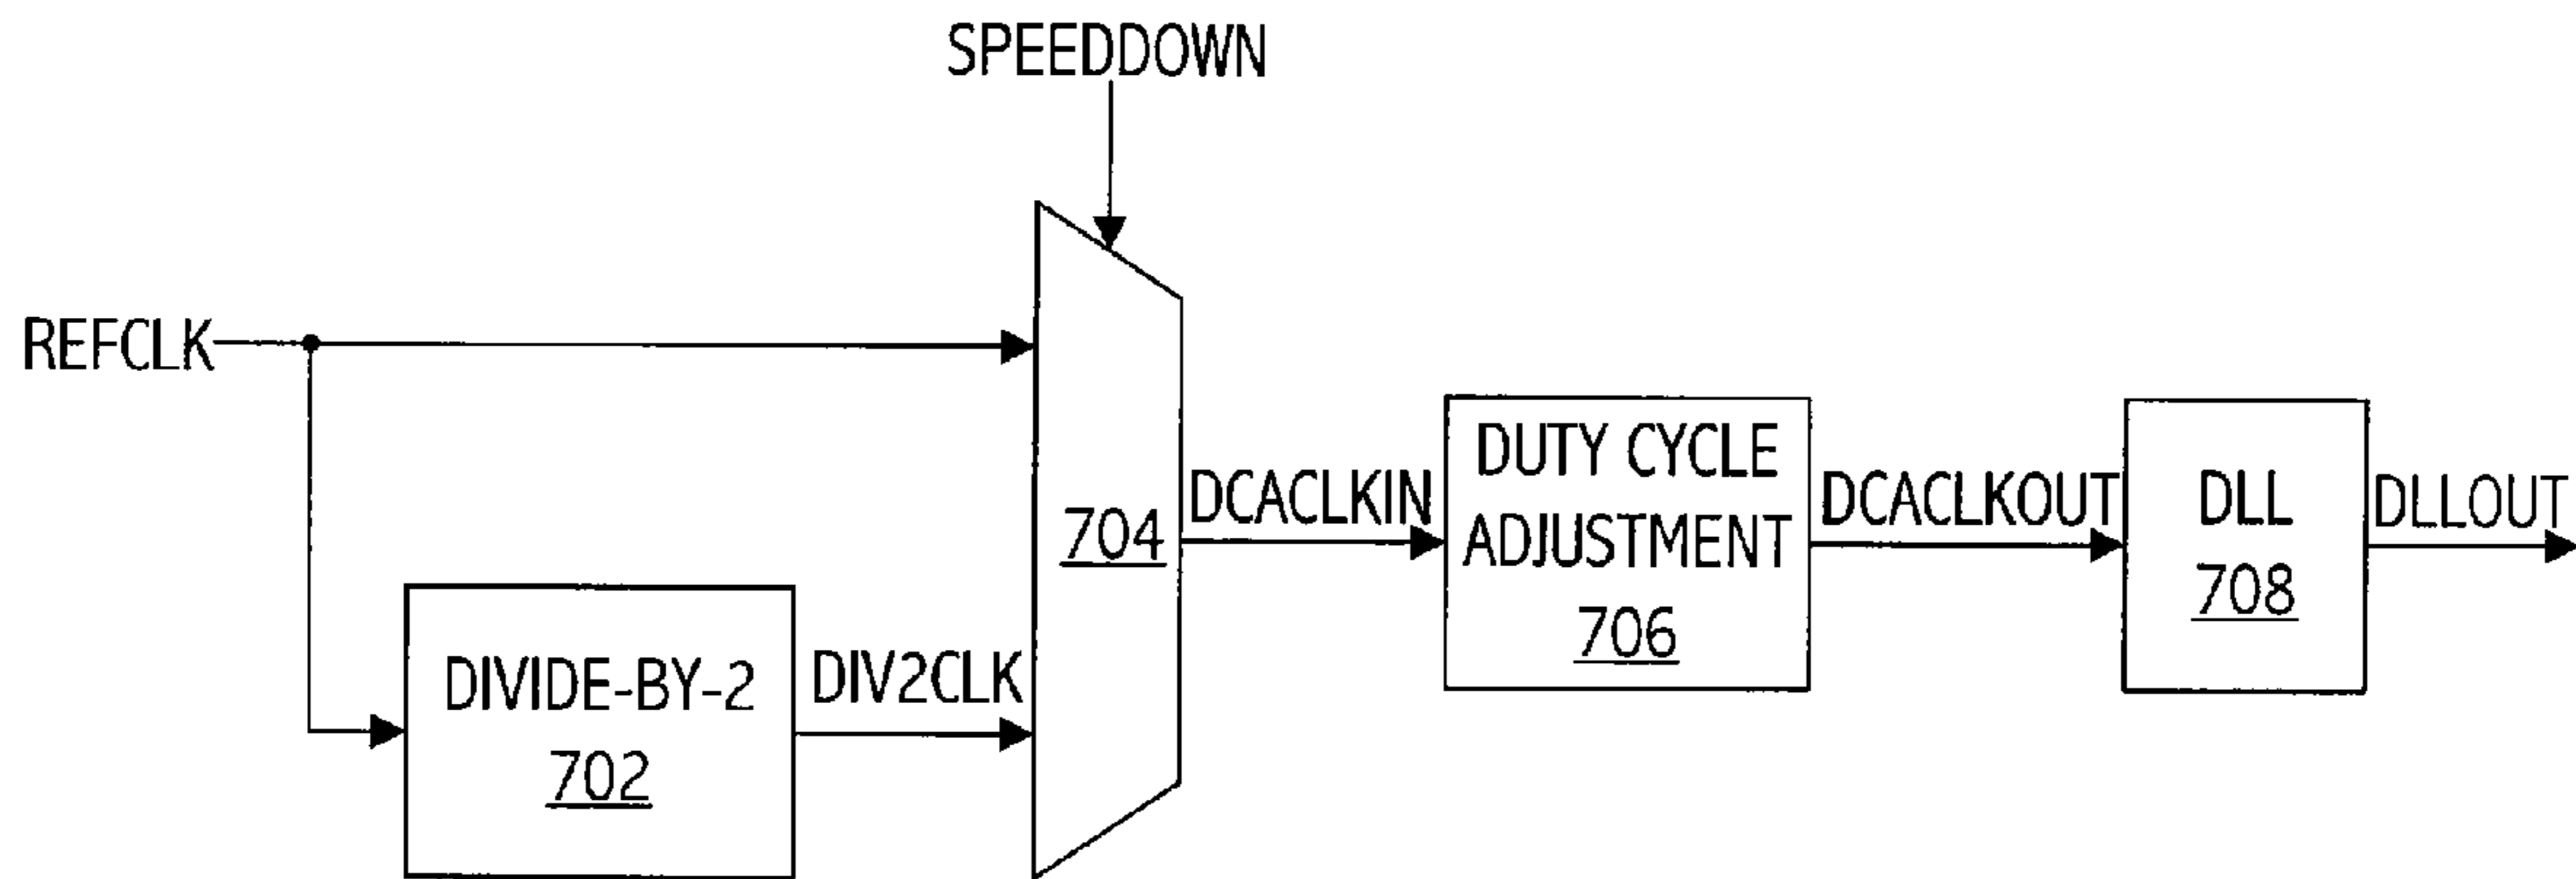 SPEEDDOWN
REFCLK
DIVIDE-BY-2
702
DIV2CLK
704
DCACLKIN
DUTY CYCLE
ADJUSTMENT
706
DCACLKOUT
DLL
708
DLLOUT